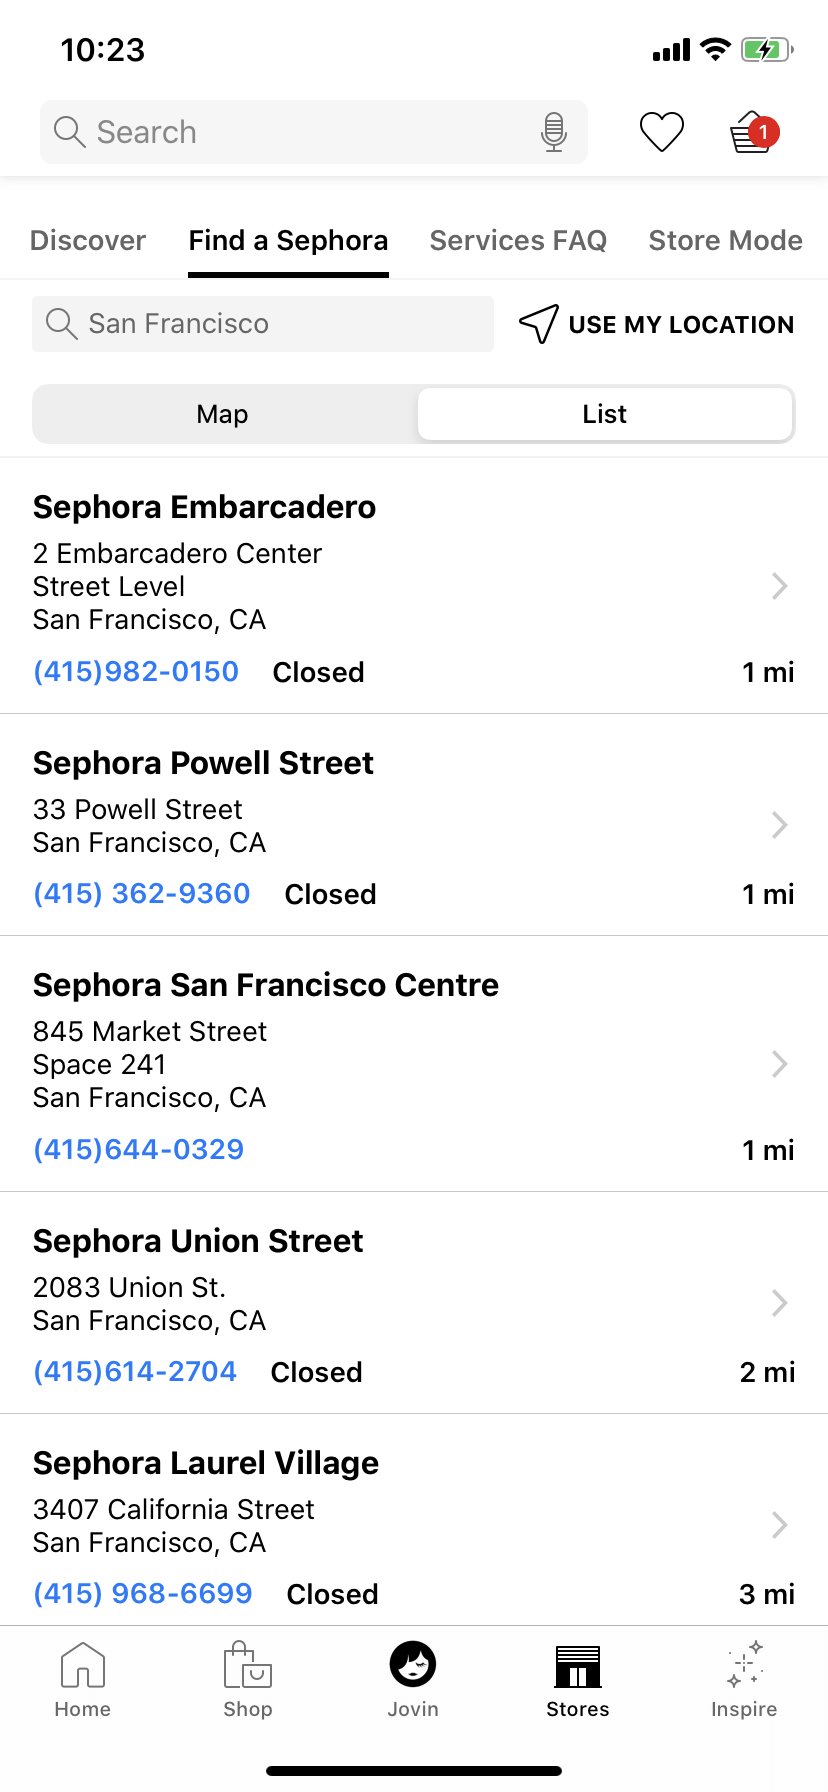 10:23
Search
1
Discover Find a Sephora Services FAQ Store Mode
San Francisco USE MY LOCATION
Map List
Sephora Embarcadero
2 Embarcadero Center
Street Level
San Francisco, CA
(415)982-0150 Closed 1 mi
Sephora Powell Street
33 Powell Street
San Francisco, CA
(415) 362-9360 Closed 1 mi
Sephora San Francisco Centre
845 Market Street
Space 241
San Francisco, CA
(415)644-0329 1 mi
Sephora Union Street
2083 Union St.
San Francisco, CA
(415)614-2704 Closed 2 mi
Sephora Laurel Village
3407 California Street
San Francisco, CA
(415) 968-6699 Closed 3 mi
Home Shop Jovin Stores Inspire